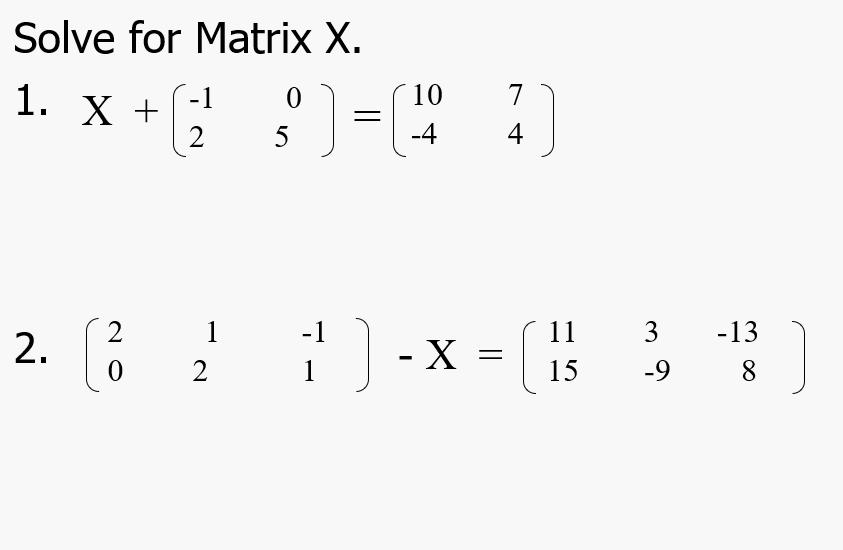 Solve for Matrix X.
1. X + ( -1 0 ) = ( 10 7 )
2 5 -4 4
2. ( 2 1 -1 ) - X = ( 11 3 -13 )
0 2 1 15 -9 8